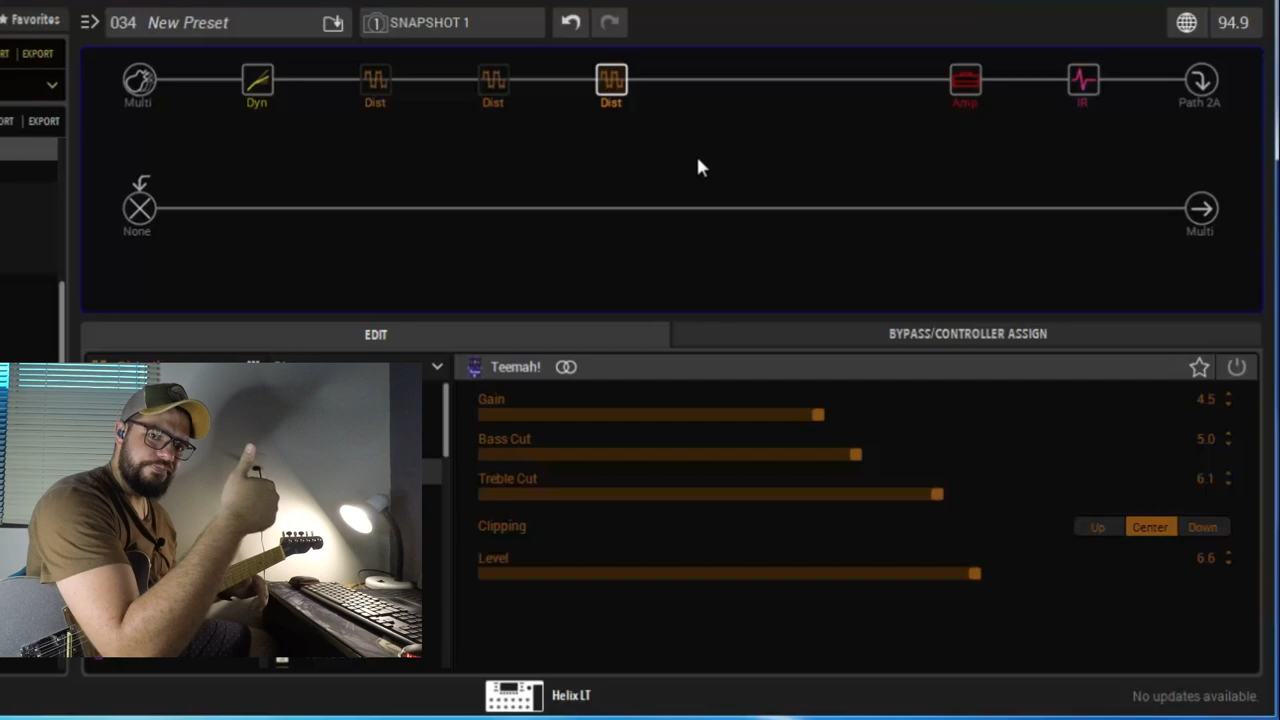 ★ Favorites
034 New Preset
1 SNAPSHOT 1
94.9
RT | EXPORT
Multi
Dyn
Dist
Dist
Dist
Amp
IR
Path 2A
ORT | EXPORT
None
Multi
EDIT
BYPASS/CONTROLLER ASSIGN
Teemah!
Gain
4.5
Bass Cut
5.0
Treble Cut
6.1
Clipping
Up
Center
Down
Level
6.6
Helix LT
No updates available.